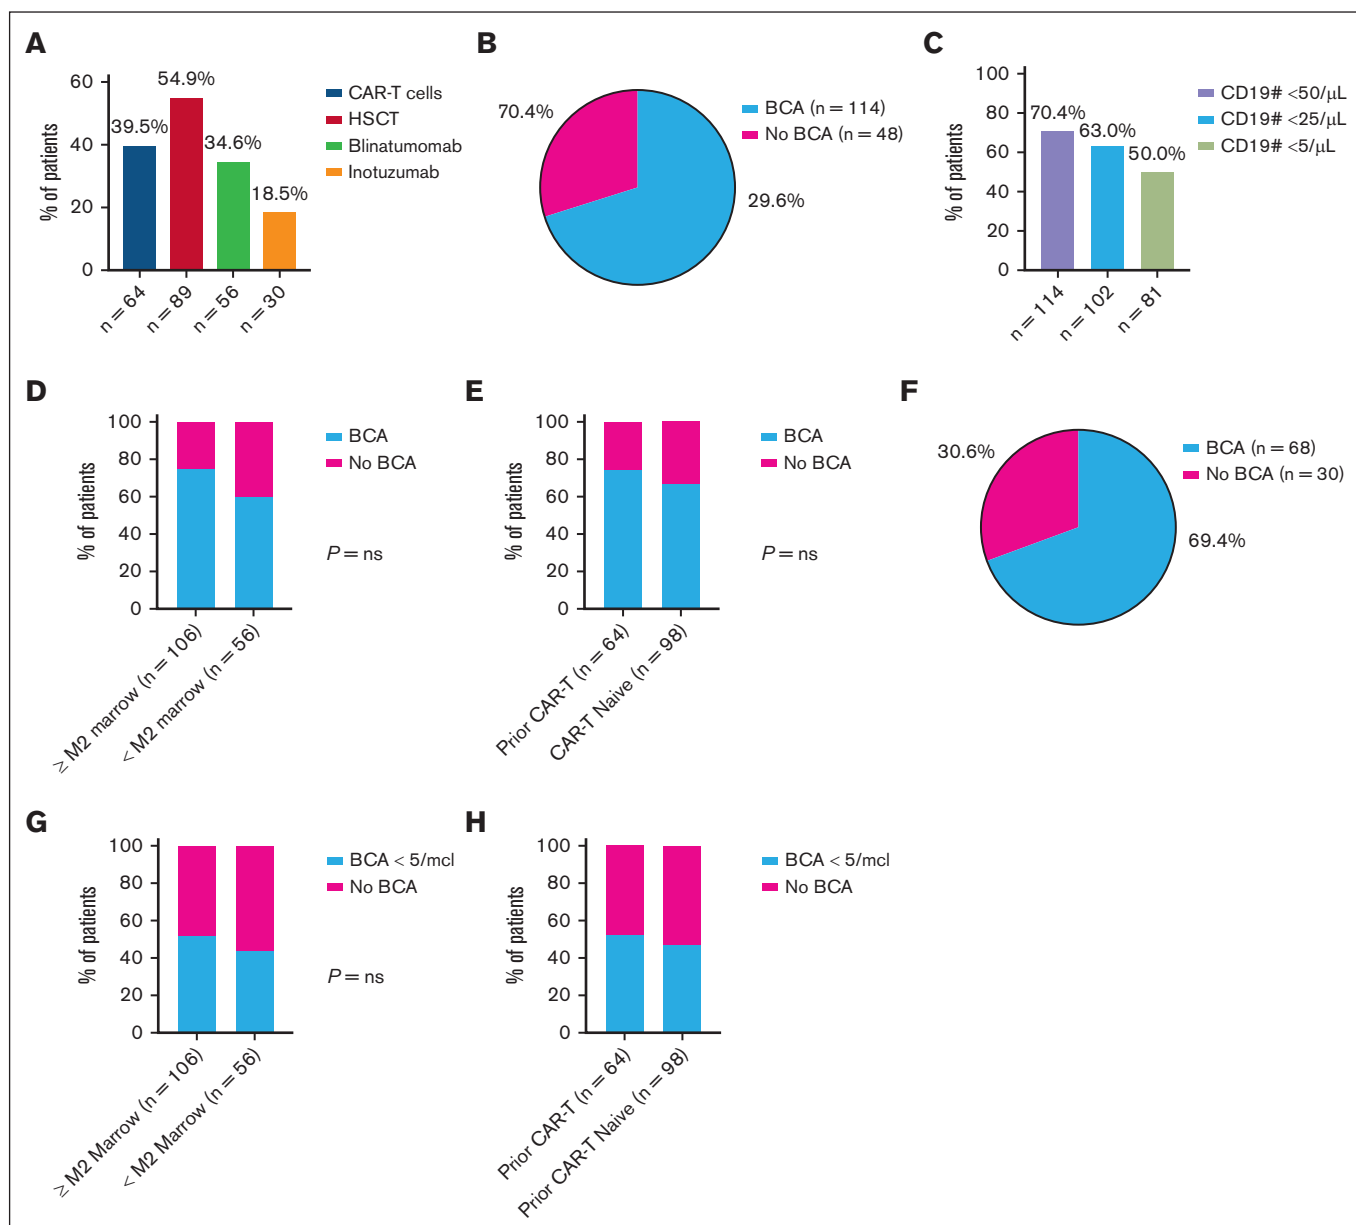 A
% of patients
60
40
20
0
39.5%
54.9%
34.6%
18.5%
n = 64
n = 89
n = 56
n = 30
CAR-T cells
HSCT
Blinatumomab
Inotuzumab
B
70.4%
29.6%
BCA (n = 114)
No BCA (n = 48)
C
% of patients
100
80
60
40
20
0
70.4%
63.0%
50.0%
n = 114
n = 102
n = 81
CD19# <50/μL
CD19# <25/μL
CD19# <5/μL
D
% of patients
100
80
60
40
20
0
≥ M2 marrow (n = 106)
< M2 marrow (n = 56)
BCA
No BCA
P = ns
E
% of patients
100
80
60
40
20
0
Prior CAR-T (n = 64)
CAR-T Naive (n = 98)
BCA
No BCA
P = ns
F
30.6%
69.4%
BCA (n = 68)
No BCA (n = 30)
G
% of patients
100
80
60
40
20
0
≥ M2 Marrow (n = 106)
< M2 Marrow (n = 56)
BCA < 5/mcl
No BCA
P = ns
H
% of patients
100
80
60
40
20
0
Prior CAR-T (n = 64)
Prior CAR-T Naive (n = 98)
BCA < 5/mcl
No BCA